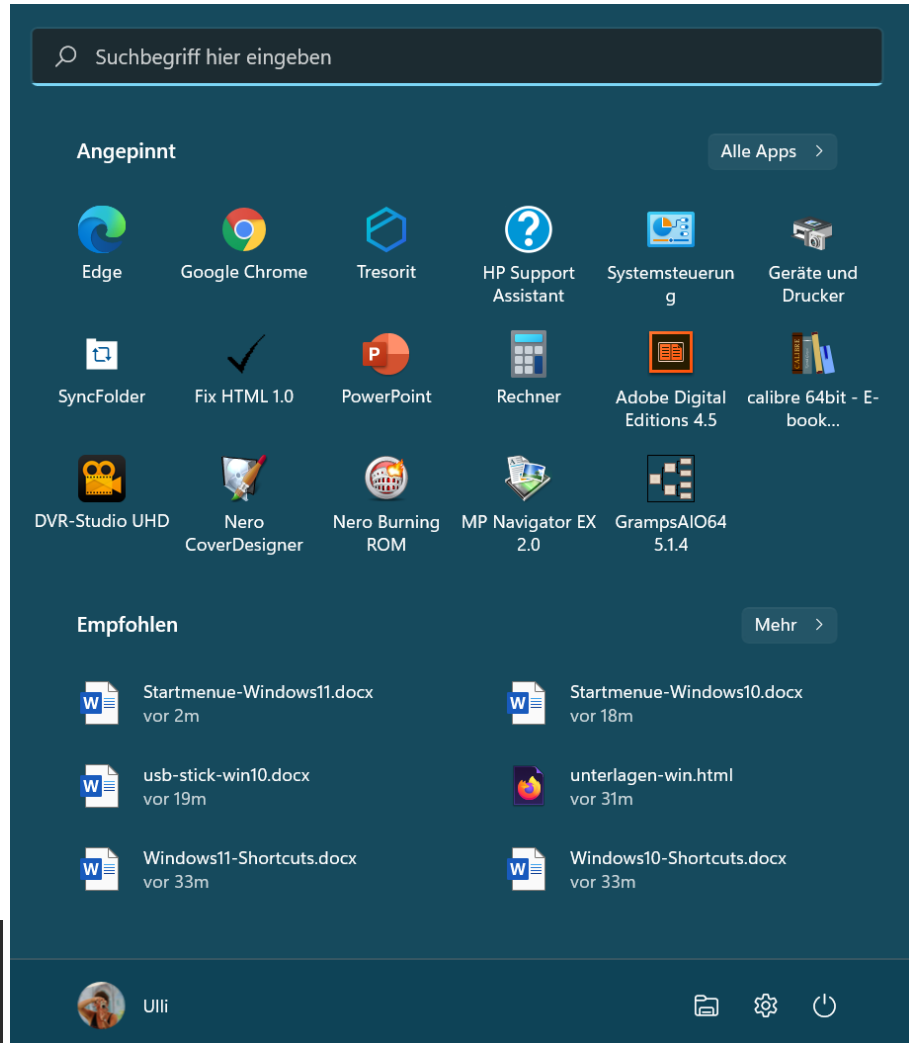 Suchbegriff hier eingeben
Angepinnt
Alle Apps
Edge
Google Chrome
Tresorit
HP Support
Assistant
Systemsteuerun
g
Geräte und
Drucker
SyncFolder
Fix HTML 1.0
PowerPoint
Rechner
Adobe Digital
Editions 4.5
calibre 64bit - E-
book...
DVR-Studio UHD
Nero
CoverDesigner
Nero Burning
ROM
MP Navigator EX
2.0
GrampsAIO64
5.1.4
Empfohlen
Mehr
Startmenue-Windows11.docx
vor 2m
Startmenue-Windows10.docx
vor 18m
usb-stick-win10.docx
vor 19m
unterlagen-win.html
vor 31m
Windows11-Shortcuts.docx
vor 33m
Windows10-Shortcuts.docx
vor 33m
Ulli